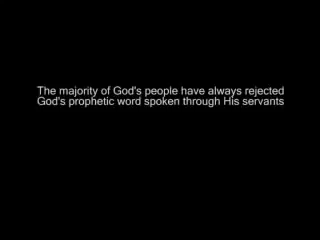 The majority of God's people have always rejected
God's prophetic word spoken through His servants